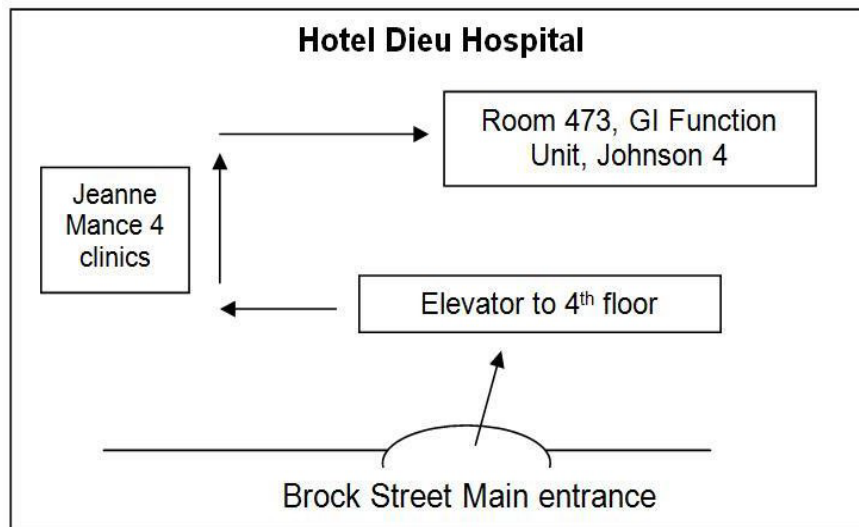 Hotel Dieu Hospital
Room 473, GI Function
Unit, Johnson 4
Jeanne
Mance 4
clinics
Elevator to 4th floor
Brock Street Main entrance